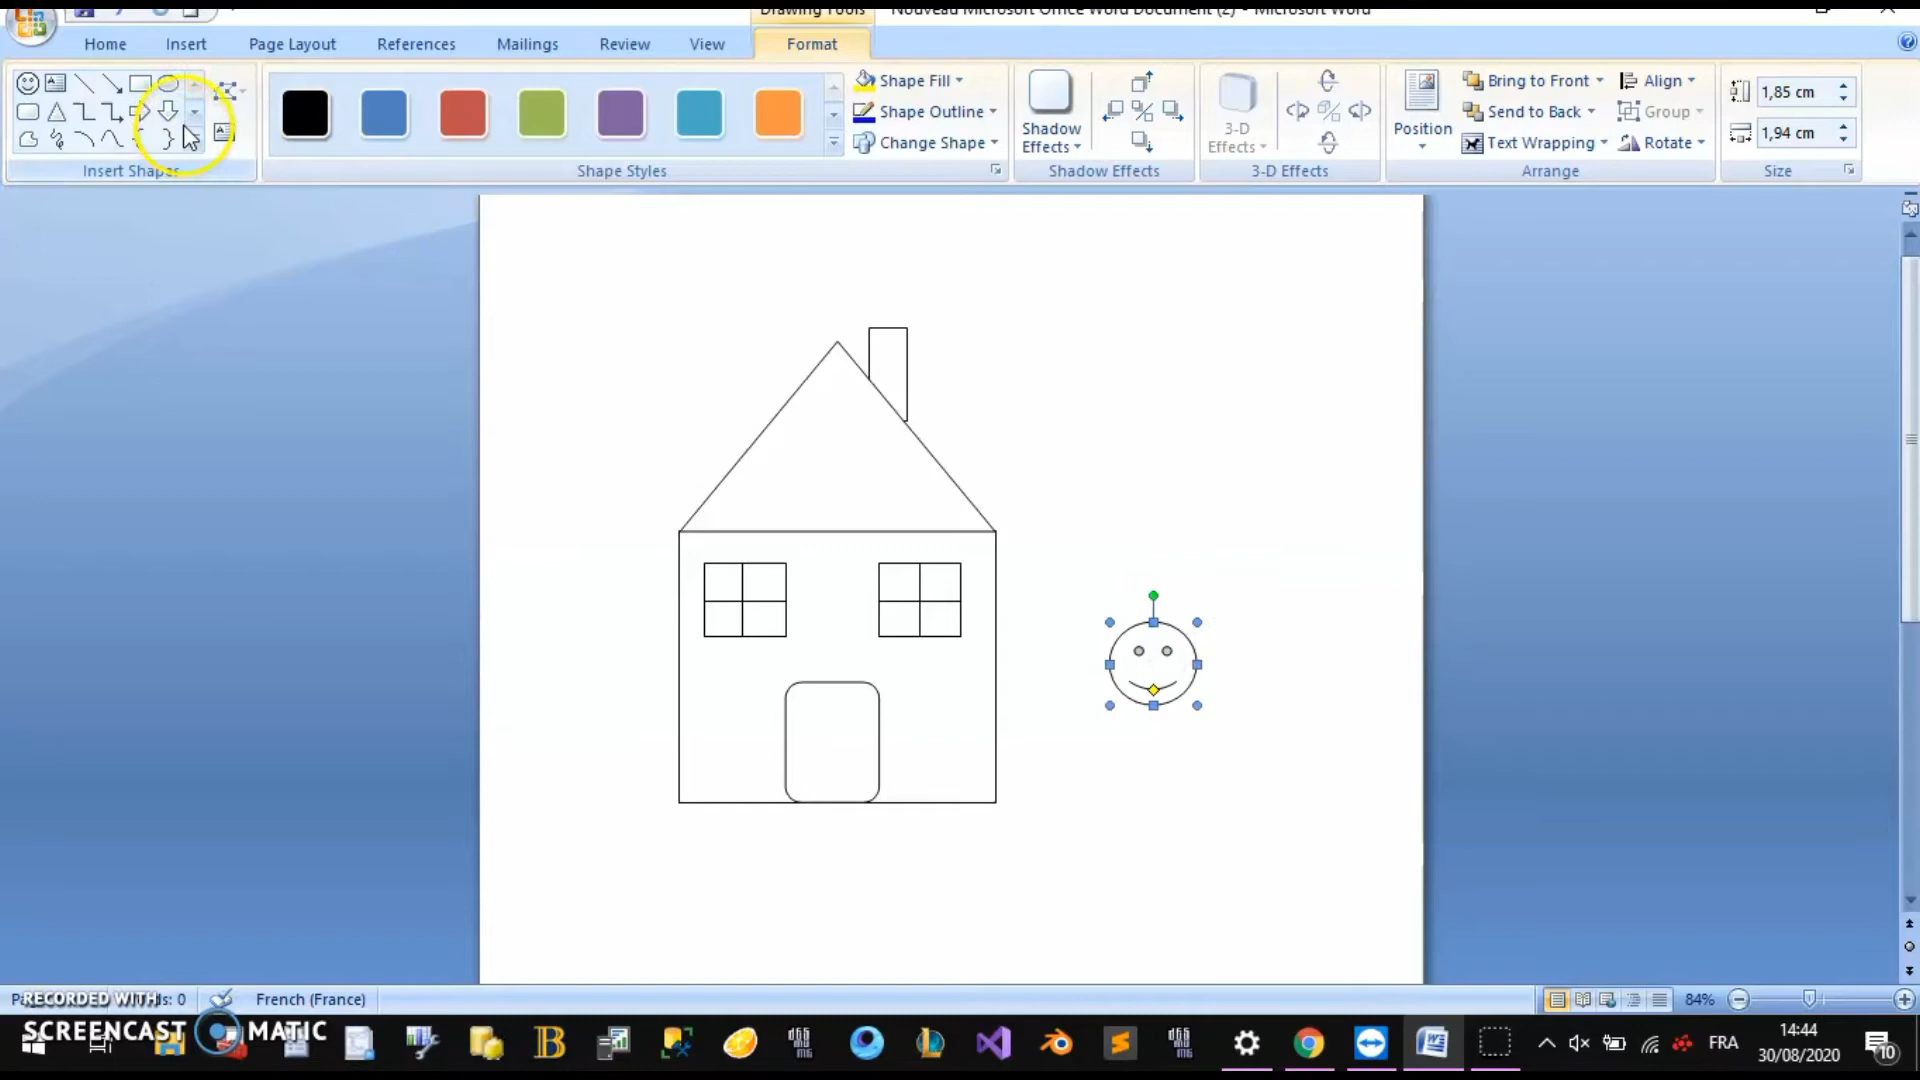 Drawing Tools Nouveau Microsoft Office Word Document (2) - Microsoft Word
Home Insert Page Layout References Mailings Review View Format
Shape Fill
Shape Outline
Change Shape
Shadow Effects
3-D Effects
Position
Bring to Front
Send to Back
Text Wrapping
Align
Group
Rotate
1,85 cm
1,94 cm
Insert Shapes Shape Styles Shadow Effects 3-D Effects Arrange Size
RECORDED WITH
: 0 French (France) 84%
SCREENCAST MATIC
FRA
14:44
30/08/2020
10